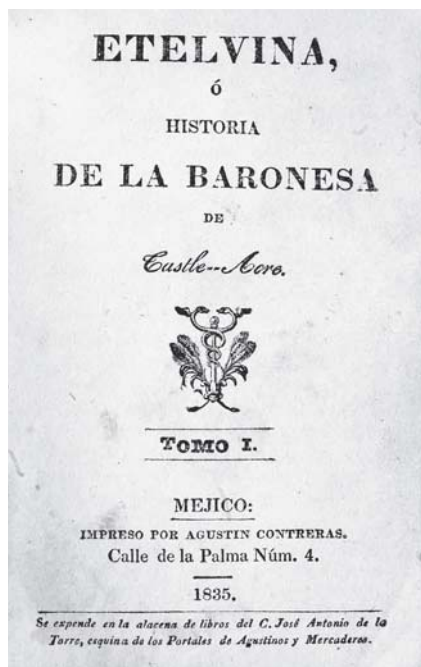 ETELVINA,
ó
HISTORIA
DE LA BARONESA
DE
Castle--Acre.
TOMO I.
MEJICO:
IMPRESO POR AGUSTIN CONTRERAS.
Calle de la Palma Núm. 4.
1835.
Se expende en la alacena de libros del C. José Antonio de la
Torre, esquina de los Portales de Agustinos y Mercaderes.